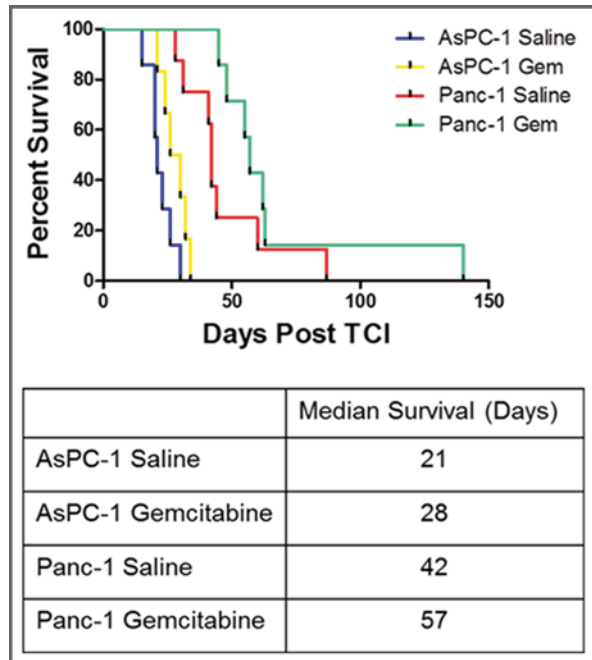 100
80
60
40
20
0
Percent Survival
0 50 100 150
Days Post TCI
AsPC-1 Saline
AsPC-1 Gem
Panc-1 Saline
Panc-1 Gem
Median Survival (Days)
AsPC-1 Saline 21
AsPC-1 Gemcitabine 28
Panc-1 Saline 42
Panc-1 Gemcitabine 57